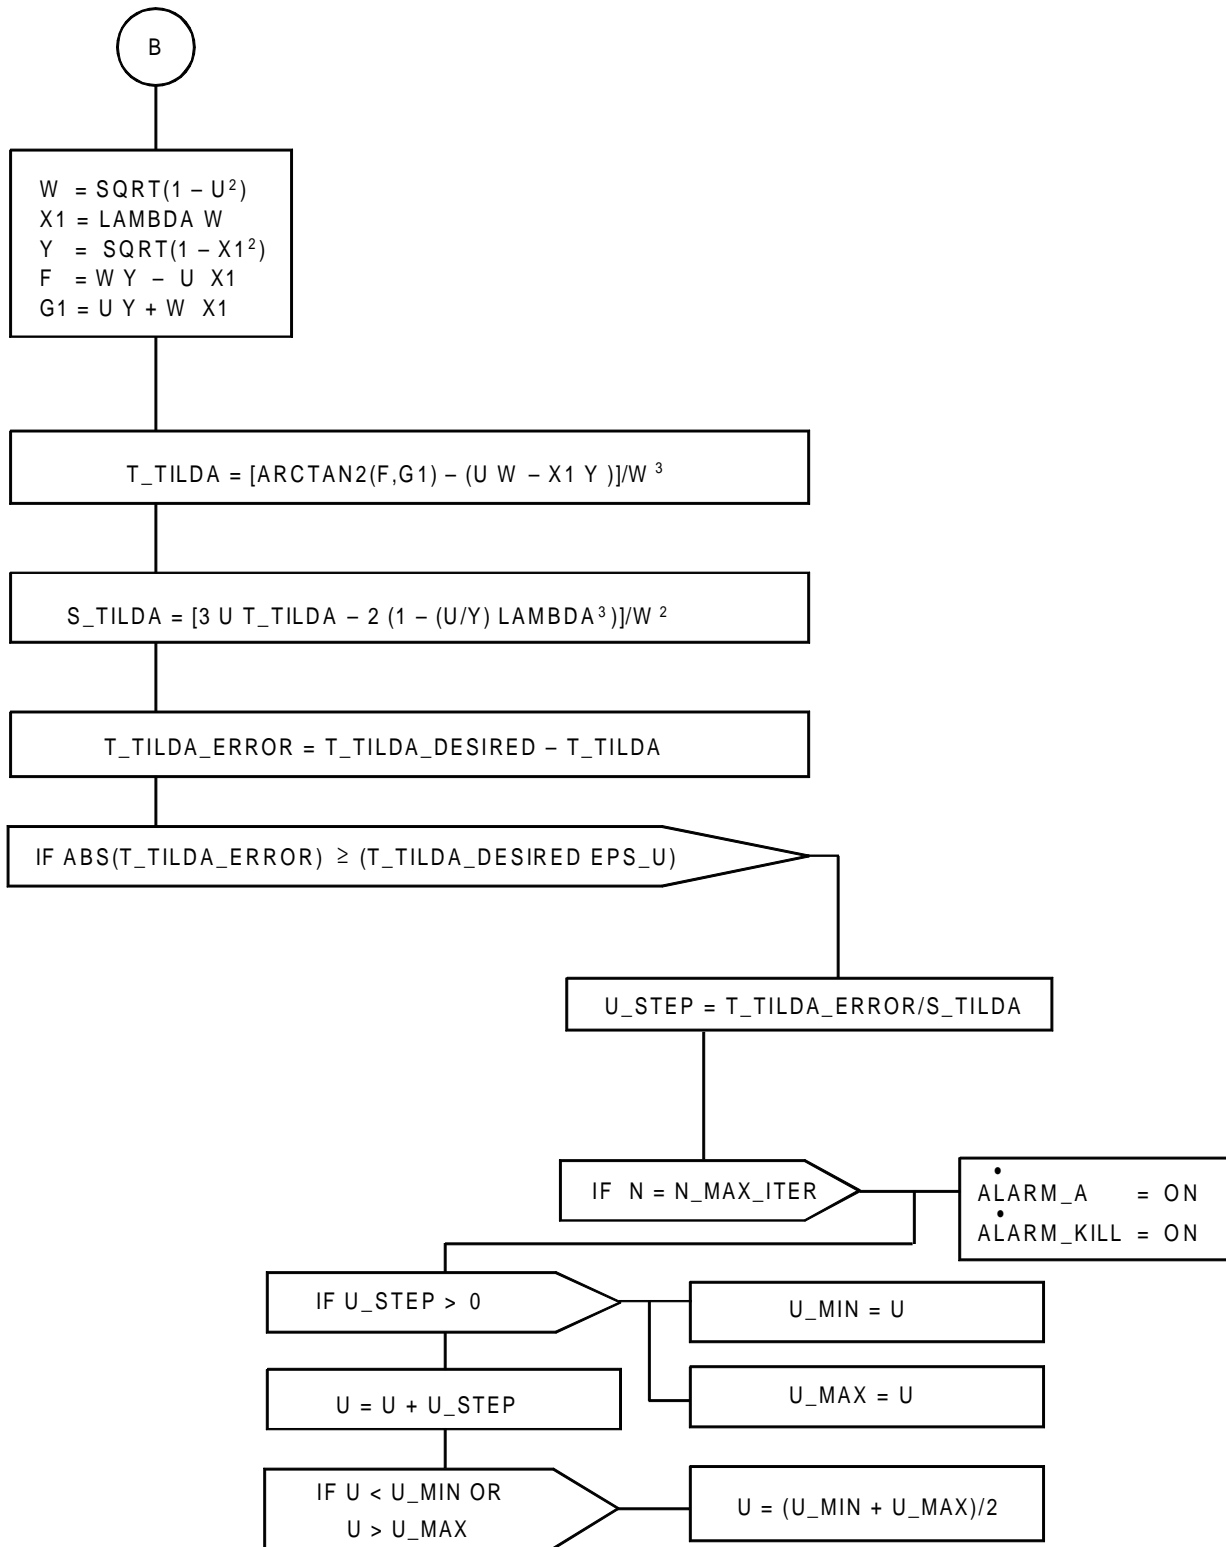 B
W = SQRT(1 – U²)
X1 = LAMBDA W
Y = SQRT(1 – X1²)
F = W Y – U X1
G1 = U Y + W X1
T_TILDA = [ARCTAN2(F,G1) – (U W – X1 Y )]/W ³
S_TILDA = [3 U T_TILDA – 2 (1 – (U/Y) LAMBDA³)]/W ²
T_TILDA_ERROR = T_TILDA_DESIRED – T_TILDA
IF ABS(T_TILDA_ERROR) ≥ (T_TILDA_DESIRED EPS_U)
U_STEP = T_TILDA_ERROR/S_TILDA
IF N = N_MAX_ITER
ALARM_A = ON
ALARM_KILL = ON
IF U_STEP > 0
U_MIN = U
U = U + U_STEP
U_MAX = U
IF U < U_MIN OR
U > U_MAX
U = (U_MIN + U_MAX)/2